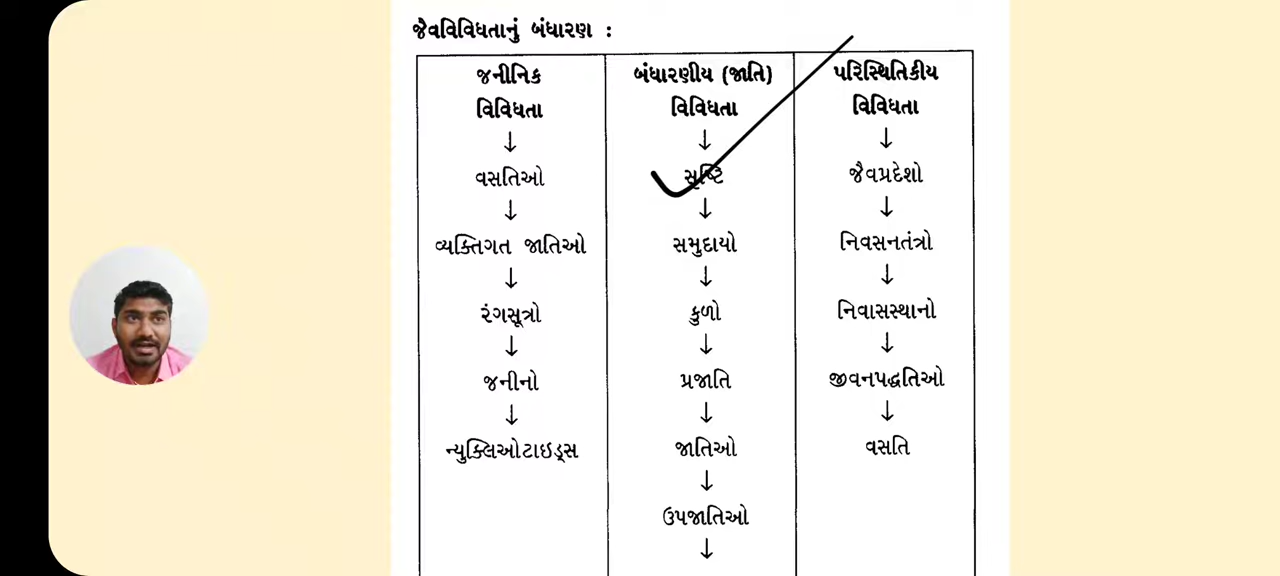 જૈવવિવિધતાનું બંધારણ :
જનીનિક
વિવિધતા
↓
વસતિઓ
↓
વ્યક્તિગત જાતિઓ
↓
રંગસૂત્રો
↓
જનીનો
↓
ન્યુક્લિઓટાઇડ્સ
બંધારણીય (જાતિ)
વિવિધતા
↓
સૃષ્ટિ
↓
સમુદાયો
↓
કુળો
↓
પ્રજાતિ
↓
જાતિઓ
↓
ઉપજાતિઓ
↓
પરિસ્થિતિકીય
વિવિધતા
↓
જૈવપ્રદેશો
↓
નિવસનતંત્રો
↓
નિવાસસ્થાનો
↓
જીવનપદ્ધતિઓ
↓
વસતિ